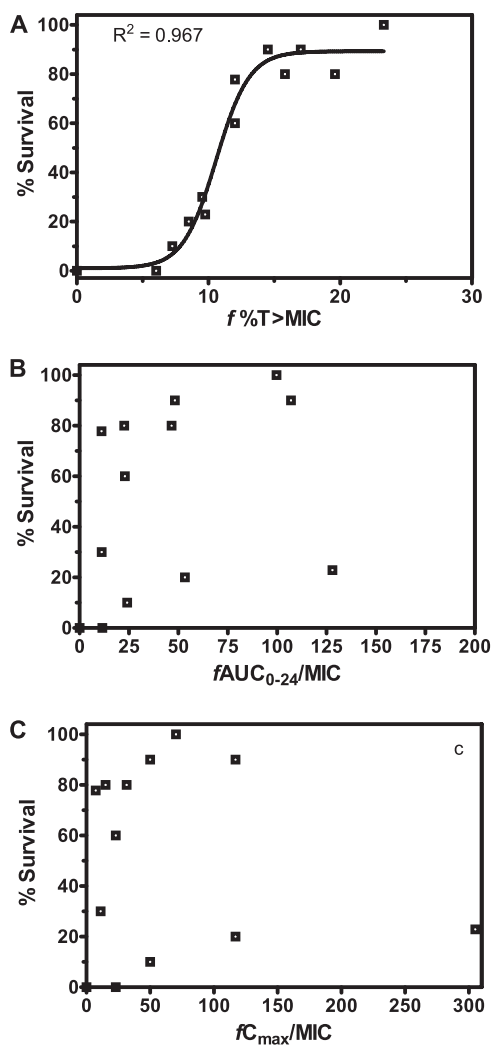 A
R² = 0.967
% Survival
100
80
60
40
20
0
0 10 20 30
f %T>MIC
B
% Survival
100
80
60
40
20
0
0 25 50 75 100 125 150 175 200
fAUC₀₋₂₄/MIC
C
c
% Survival
100
80
60
40
20
0
0 50 100 150 200 250 300
fCₘₐₓ/MIC